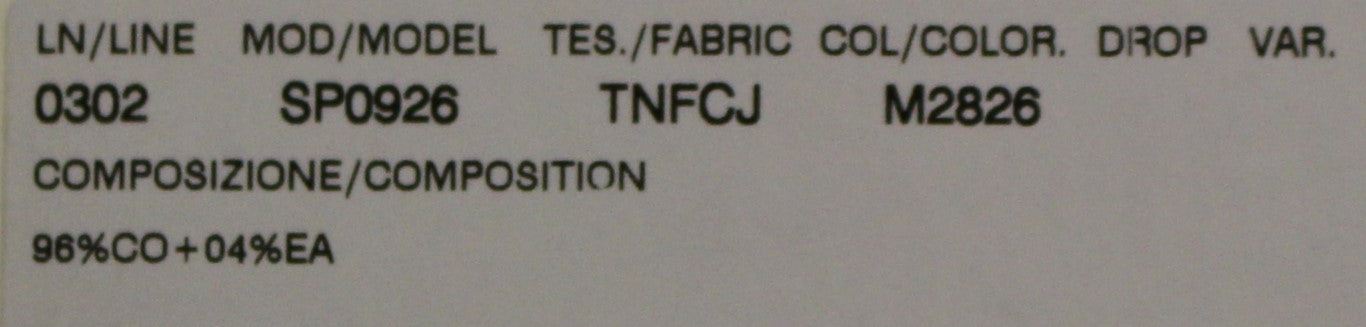 LN/LINE MOD/MODEL TES./FABRIC COL/COLOR. DROP VAR.
0302 SP0926 TNFCJ M2826
COMPOSIZIONE/COMPOSITION
96%CO+04%EA